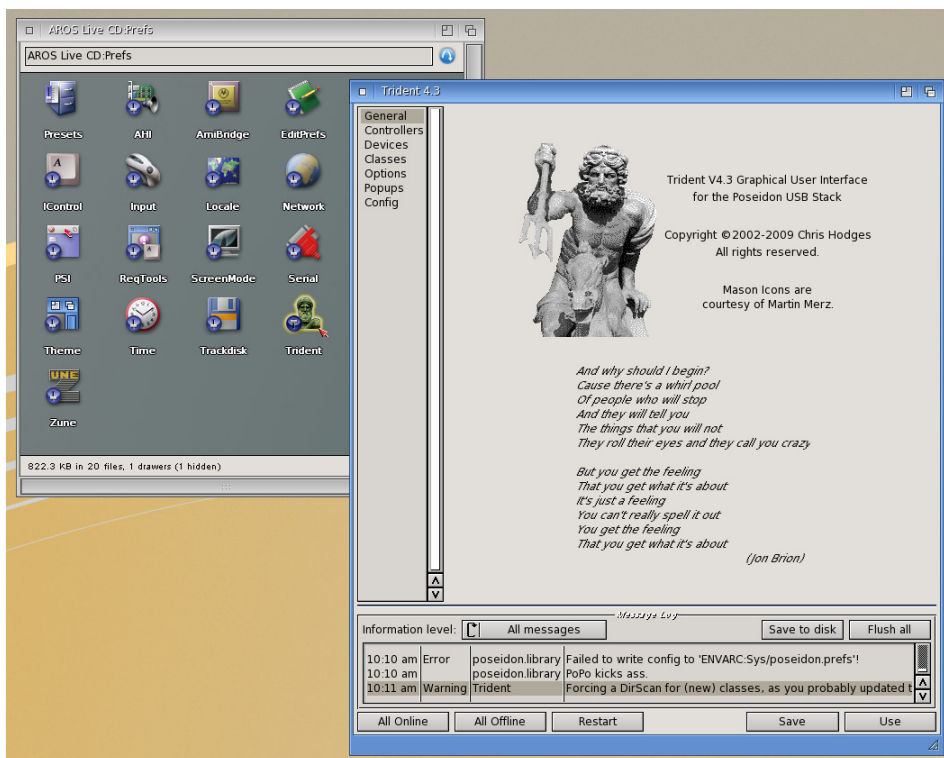 AROS Live CD:Prefs
AROS Live CD:Prefs
Presets
AHI
AmiBridge
EditPrefs
IControl
Input
Locale
Network
PSI
ReqTools
ScreenMode
Serial
Theme
Time
Trackdisk
Trident
UNE
Zune
822.3 KB in 20 files, 1 drawers (1 hidden)
Trident 4.3
General
Controllers
Devices
Classes
Options
Popups
Config
Trident V4.3 Graphical User Interface
for the Poseidon USB Stack
Copyright ©2002-2009 Chris Hodges
All rights reserved.
Mason Icons are
courtesy of Martin Merz.
And why should I begin?
Cause there's a whirl pool
Of people who will stop
And they will tell you
The things that you will not
They roll their eyes and they call you crazy
But you get the feeling
That you get what it's about
It's just a feeling
You can't really spell it out
You get the feeling
That you get what it's about
(Jon Brion)
Message Log
Information level: All messages Save to disk Flush all
10:10 am Error poseidon.library Failed to write config to 'ENVARC:Sys/poseidon.prefs'!
10:10 am poseidon.library PoPo kicks ass.
10:11 am Warning Trident Forcing a DirScan for (new) classes, as you probably updated t
All Online All Offline Restart Save Use